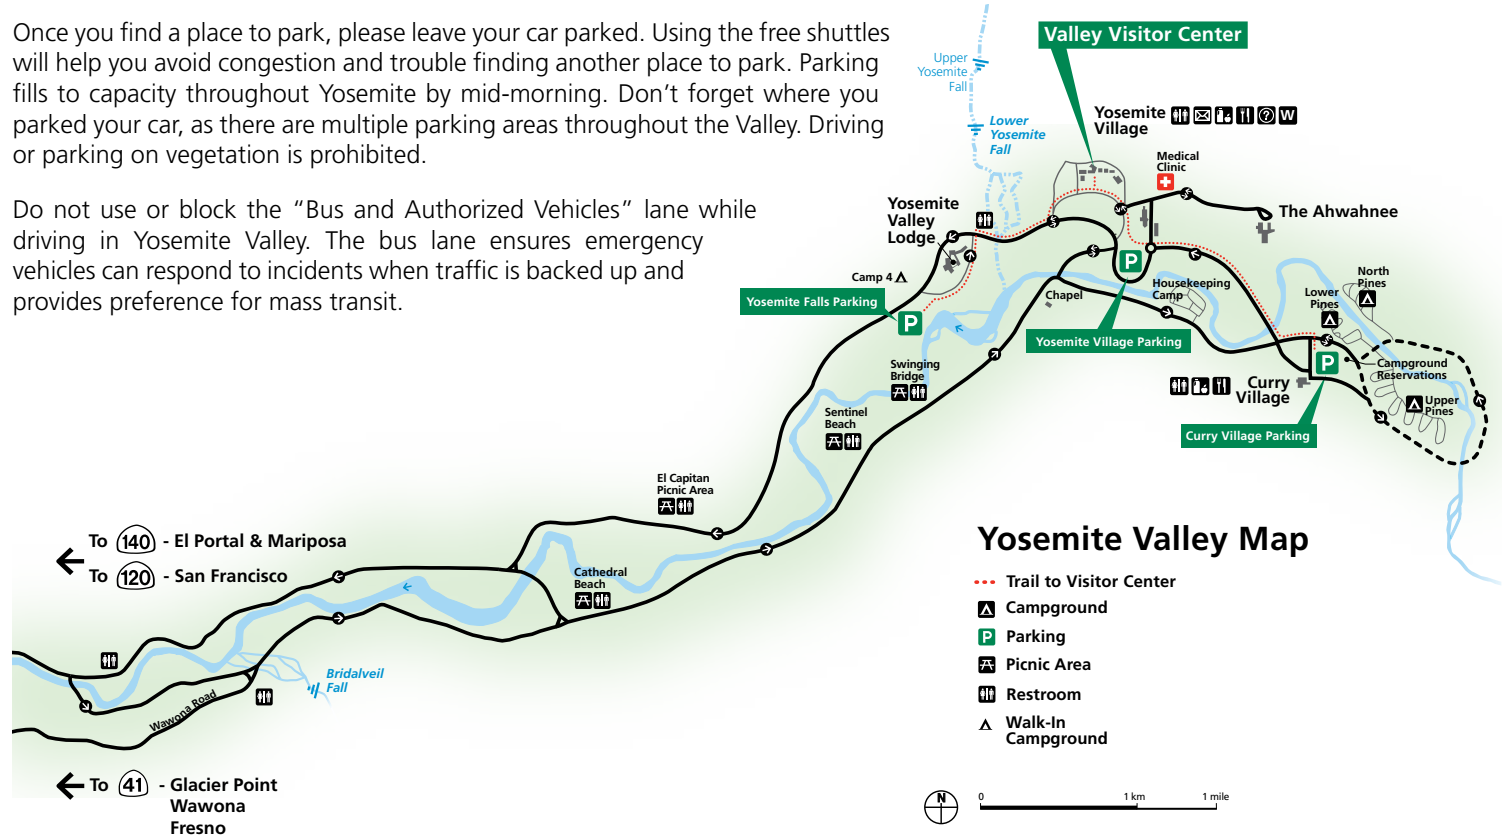 Once you find a place to park, please leave your car parked. Using the free shuttles
will help you avoid congestion and trouble finding another place to park. Parking
fills to capacity throughout Yosemite by mid-morning. Don’t forget where you
parked your car, as there are multiple parking areas throughout the Valley. Driving
or parking on vegetation is prohibited.
Do not use or block the “Bus and Authorized Vehicles” lane while
driving in Yosemite Valley. The bus lane ensures emergency
vehicles can respond to incidents when traffic is backed up and
provides preference for mass transit.
Valley Visitor Center
Upper
Yosemite
Fall
Lower
Yosemite
Fall
Yosemite
Village
?
W
Medical
Clinic
The Ahwahnee
Yosemite
Valley
Lodge
Camp 4
Yosemite Falls Parking
P
P
Chapel
Housekeeping
Camp
Yosemite Village Parking
North
Pines
Lower
Pines
P
Campground
Reservations
Upper
Pines
Curry
Village
Curry Village Parking
Swinging
Bridge
Sentinel
Beach
El Capitan
Picnic Area
Cathedral
Beach
To 140 - El Portal & Mariposa
To 120 - San Francisco
Bridalveil
Fall
Wawona Road
To 41 - Glacier Point
Wawona
Fresno
Yosemite Valley Map
Trail to Visitor Center
Campground
P Parking
Picnic Area
Restroom
Walk-In
Campground
N
0 1 km 1 mile